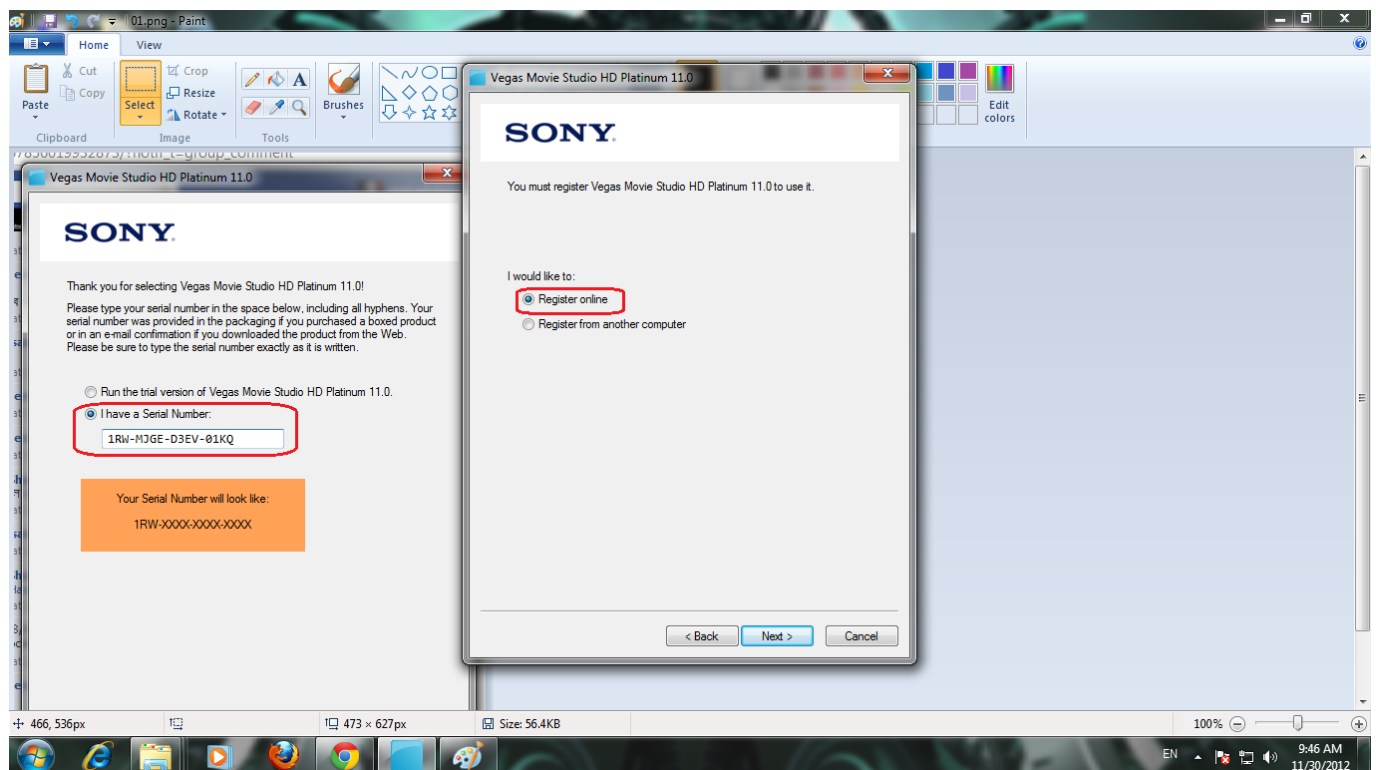 01.png - Paint
Home View
Paste
Cut
Copy
Clipboard
Select
Crop
Resize
Rotate
Image
A
Tools
Brushes
Edit
colors
Vegas Movie Studio HD Platinum 11.0
SONY
Thank you for selecting Vegas Movie Studio HD Platinum 11.0!
Please type your serial number in the space below, including all hyphens. Your
serial number was provided in the packaging if you purchased a boxed product
or in an e-mail confirmation if you downloaded the product from the Web.
Please be sure to type the serial number exactly as it is written.
Run the trial version of Vegas Movie Studio HD Platinum 11.0.
I have a Serial Number:
1RW-MJGE-D3EV-01KQ
Your Serial Number will look like:
1RW-XXXX-XXXX-XXXX
Vegas Movie Studio HD Platinum 11.0
SONY
You must register Vegas Movie Studio HD Platinum 11.0 to use it.
I would like to:
Register online
Register from another computer
< Back Next > Cancel
466, 536px 473 × 627px Size: 56.4KB 100%
EN 9:46 AM
11/30/2012